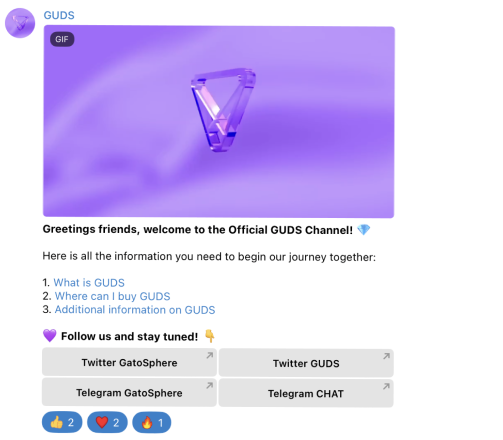 GUDS
GIF
Greetings friends, welcome to the Official GUDS Channel! 💎
Here is all the information you need to begin our journey together:
1. What is GUDS
2. Where can I buy GUDS
3. Additional information on GUDS
💜 Follow us and stay tuned! 👇
Twitter GatoSphere
Twitter GUDS
Telegram GatoSphere
Telegram CHAT
👍 2 ❤️ 2 🔥 1